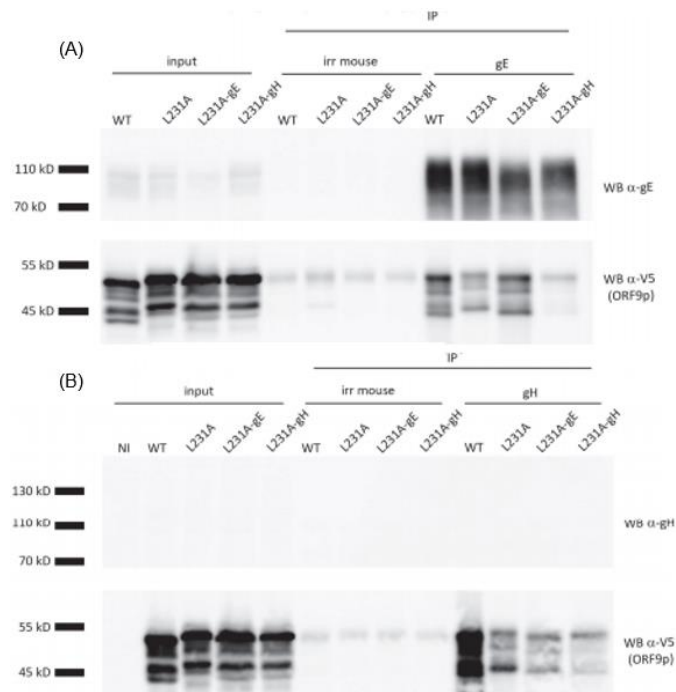 IP
(A)
input irr mouse gE
WT L231A L231A-gE L231A-gH WT L231A L231A-gE L231A-gH WT L231A L231A-gE L231A-gH
110 kD
WB α-gE
70 kD
55 kD
WB α-V5
(ORF9p)
45 kD
IP
(B)
input irr mouse gH
NI WT L231A L231A-gE L231A-gH WT L231A L231A-gE L231A-gH WT L231A L231A-gE L231A-gH
130 kD
110 kD
WB α-gH
70 kD
55 kD
WB α-V5
(ORF9p)
45 kD